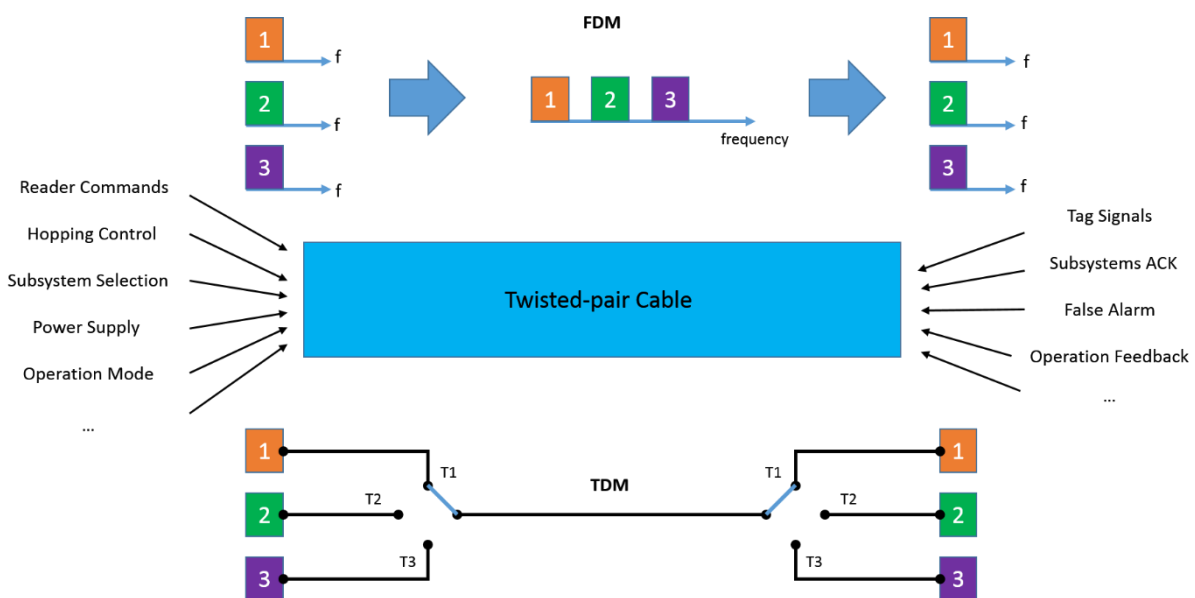 FDM
1
f
2
f
3
f
1
2
3
frequency
1
f
2
f
3
f
Reader Commands
Hopping Control
Subsystem Selection
Power Supply
Operation Mode
...
Twisted-pair Cable
Tag Signals
Subsystems ACK
False Alarm
Operation Feedback
...
TDM
1
2
3
T1
T2
T3
T1
T2
T3
1
2
3